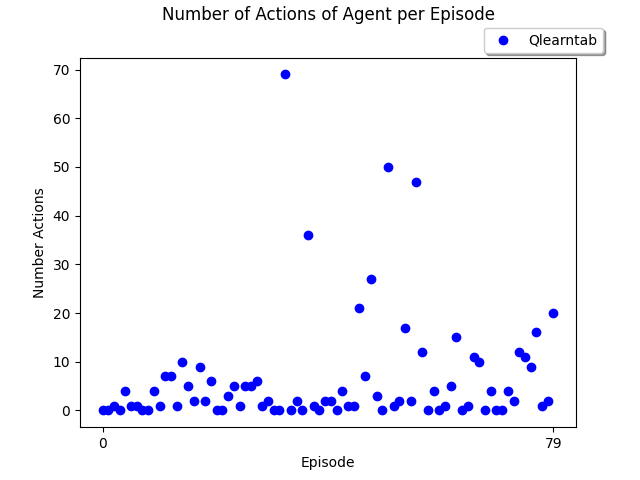 Number of Actions of Agent per Episode
Qlearntab
70
60
50
40
30
20
10
0
Number Actions
0 79
Episode